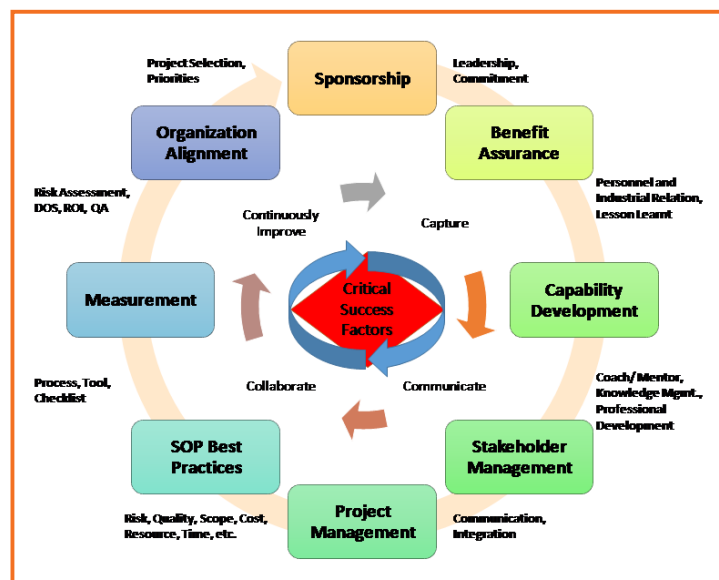 Project Selection,
Priorities
Sponsorship
Leadership,
Commitment
Organization
Alignment
Benefit
Assurance
Risk Assessment,
DOS, ROI, QA
Continuously
Improve
Capture
Personnel and
Industrial Relation,
Lesson Learnt
Measurement
Critical
Success
Factors
Capability
Development
Process, Tool,
Checklist
Collaborate
Communicate
Coach/ Mentor,
Knowledge Mgmt.,
Professional
Development
SOP Best
Practices
Stakeholder
Management
Risk, Quality, Scope, Cost,
Resource, Time, etc.
Project
Management
Communication,
Integration